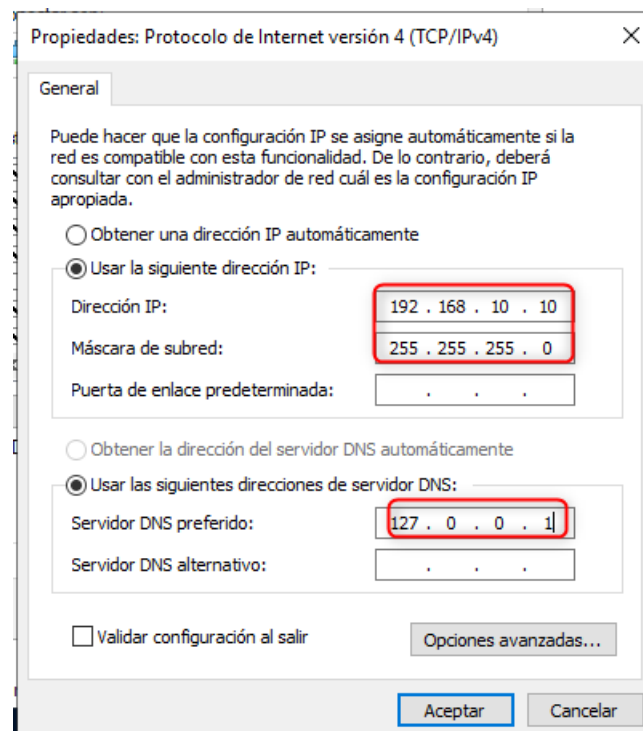 Propiedades: Protocolo de Internet versión 4 (TCP/IPv4)
General
Puede hacer que la configuración IP se asigne automáticamente si la
red es compatible con esta funcionalidad. De lo contrario, deberá
consultar con el administrador de red cuál es la configuración IP
apropiada.
Obtener una dirección IP automáticamente
Usar la siguiente dirección IP:
Dirección IP: 192 . 168 . 10 . 10
Máscara de subred: 255 . 255 . 255 . 0
Puerta de enlace predeterminada: . . .
Obtener la dirección del servidor DNS automáticamente
Usar las siguientes direcciones de servidor DNS:
Servidor DNS preferido: 127 . 0 . 0 . 1
Servidor DNS alternativo: . . .
Validar configuración al salir Opciones avanzadas...
Aceptar Cancelar